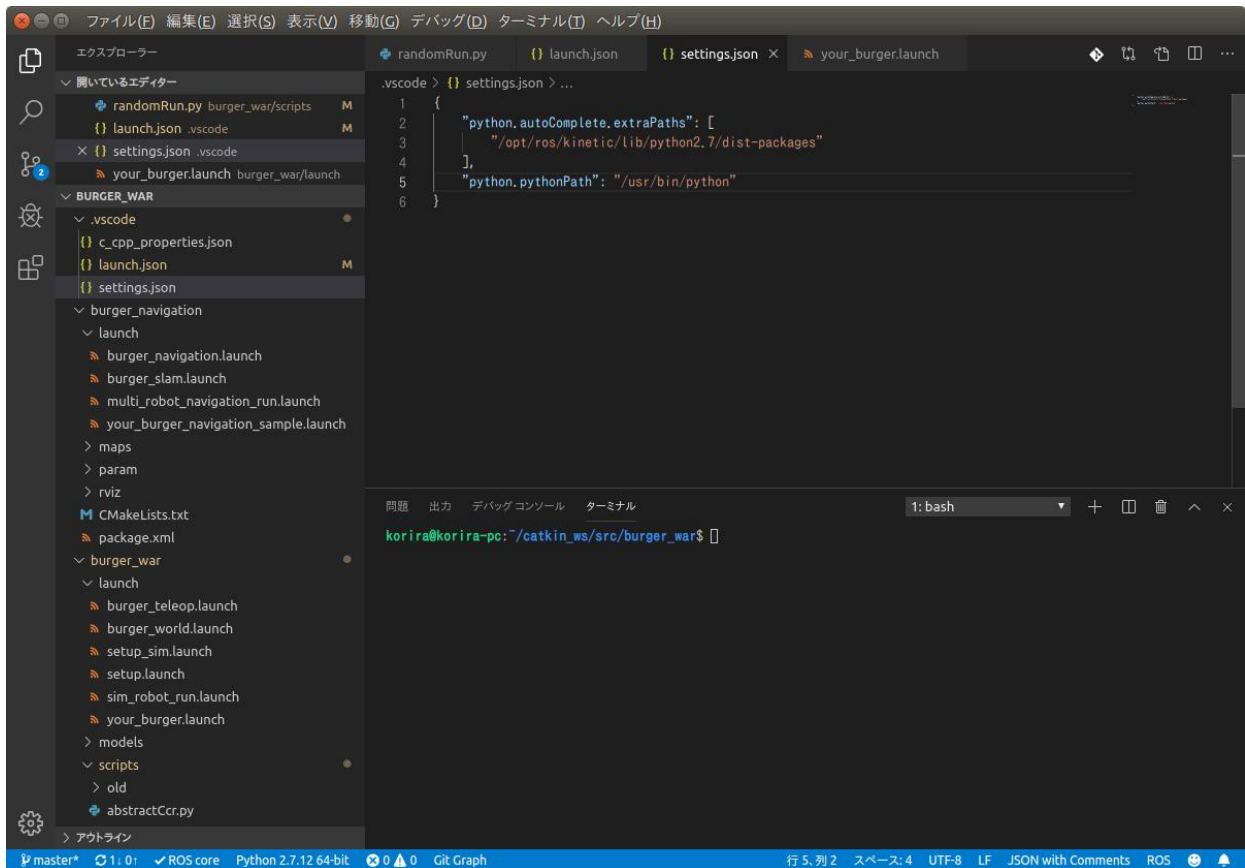 ファイル(F) 編集(E) 選択(S) 表示(V) 移動(G) デバッグ(D) ターミナル(T) ヘルプ(H)
エクスプローラー
開いているエディター
randomRun.py burger_war/scripts M
{} launch.json .vscode M
× {} settings.json .vscode
your_burger.launch burger_war/launch
2
BURGER_WAR
.vscode
{} c_cpp_properties.json
{} launch.json M
{} settings.json
burger_navigation
launch
burger_navigation.launch
burger_slam.launch
multi_robot_navigation_run.launch
your_burger_navigation_sample.launch
maps
param
rviz
M CMakeLists.txt
package.xml
burger_war
launch
burger_teleop.launch
burger_world.launch
setup_sim.launch
setup.launch
sim_robot_run.launch
your_burger.launch
models
scripts
old
abstractCcr.py
アウトライン
randomRun.py {} launch.json {} settings.json × your_burger.launch
.vscode > {} settings.json > ...
1 {
2 "python.autoComplete.extraPaths": [
3 "/opt/ros/kinetic/lib/python2.7/dist-packages"
4 ],
5 "python.pythonPath": "/usr/bin/python"
6 }
問題 出力 デバッグ コンソール ターミナル 1: bash
korira@korira-pc:~/catkin_ws/src/burger_war$
master* 1↓ 0↑ ✓ ROS core Python 2.7.12 64-bit 0 0 Git Graph 行 5、列 2 スペース: 4 UTF-8 LF JSON with Comments ROS